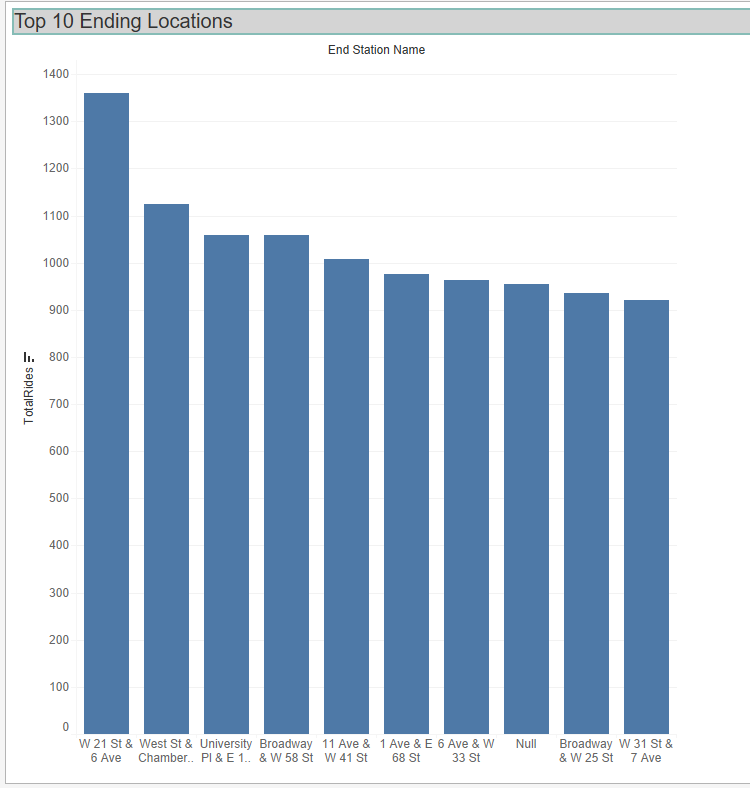 Top 10 Ending Locations
End Station Name
1400
1300
1200
1100
1000
900
800
700
600
500
400
300
200
100
0
TotalRides
W 21 St &
6 Ave
West St &
Chamber..
University
Pl & E 1..
Broadway
& W 58 St
11 Ave &
W 41 St
1 Ave & E
68 St
6 Ave & W
33 St
Null
Broadway
& W 25 St
W 31 St &
7 Ave